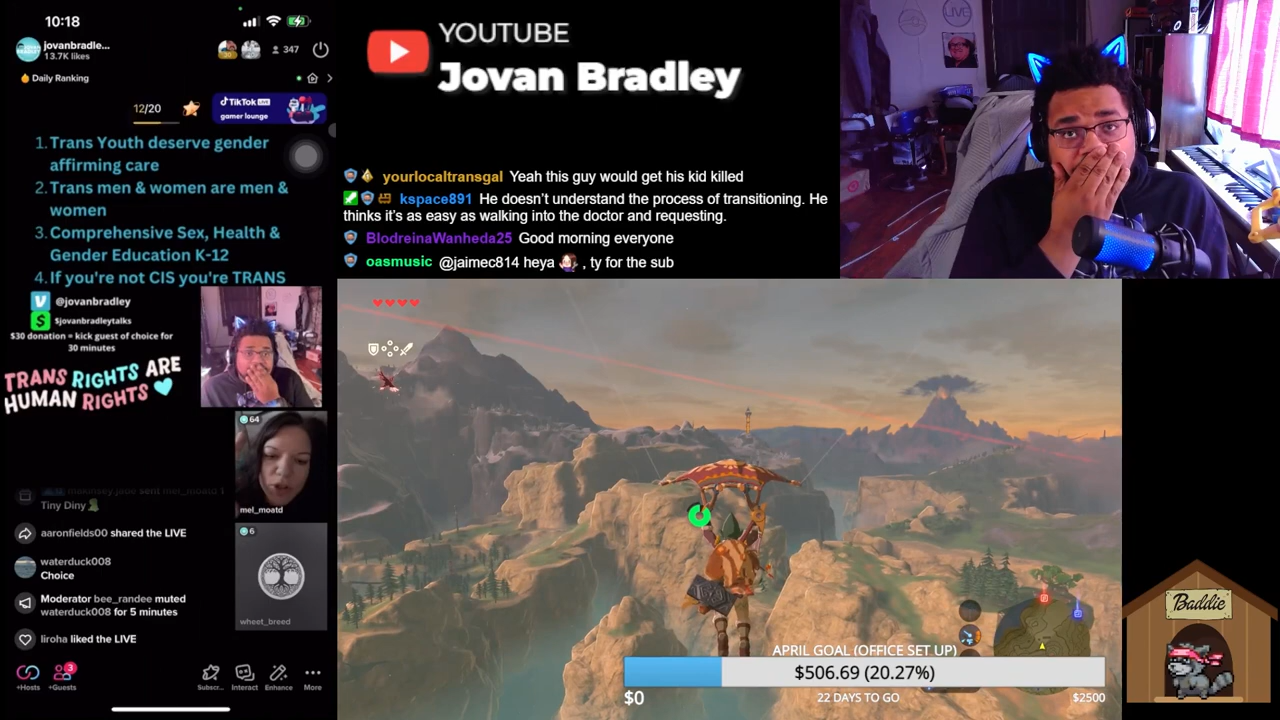 10:18
jovanbradle...
13.7K likes
30
347
Daily Ranking
12/20
TikTok LIVE
gamer lounge
1. Trans Youth deserve gender
affirming care
2. Trans men & women are men &
women
3. Comprehensive Sex, Health &
Gender Education K-12
4. If you're not CIS you're TRANS
@jovanbradley
$jovanbradleytalks
$30 donation = kick guest of choice for
30 minutes
TRANS RIGHTS ARE
HUMAN RIGHTS
64
mel_moatd
6
wheet_breed
Tiny Diny
aaronfields00 shared the LIVE
waterduck008
Choice
Moderator bee_randee muted
waterduck008 for 5 minutes
liroha liked the LIVE
+Hosts
3
+Guests
Subscr...
Interact
Enhance
More
YOUTUBE
Jovan Bradley
yourlocaltransgal Yeah this guy would get his kid killed
kspace891 He doesn't understand the process of transitioning. He
thinks it's as easy as walking into the doctor and requesting.
BlodreinaWanheda25 Good morning everyone
oasmusic @jaimec814 heya , ty for the sub
LIVE
APRIL GOAL (OFFICE SET UP)
$506.69 (20.27%)
$0
22 DAYS TO GO
$2500
Baddie